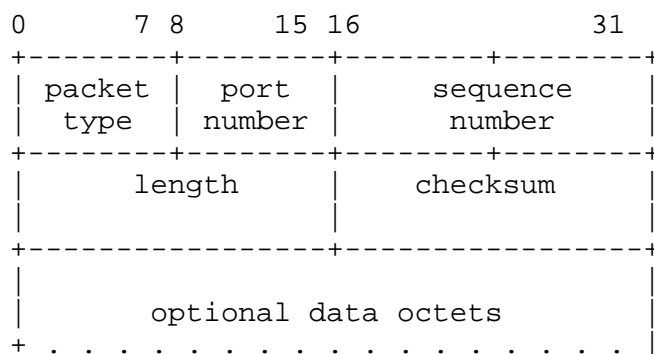 0      7 8     15 16              31
+--------+--------+--------+--------+
| packet |  port  |    sequence     |
|  type  | number |     number      |
+--------+--------+--------+--------+
|      length     |    checksum     |
|                 |                 |
+-----------------+-----------------+
|                                   |
|       optional data octets        |
+ . . . . . . . . . . . . . . . . . |